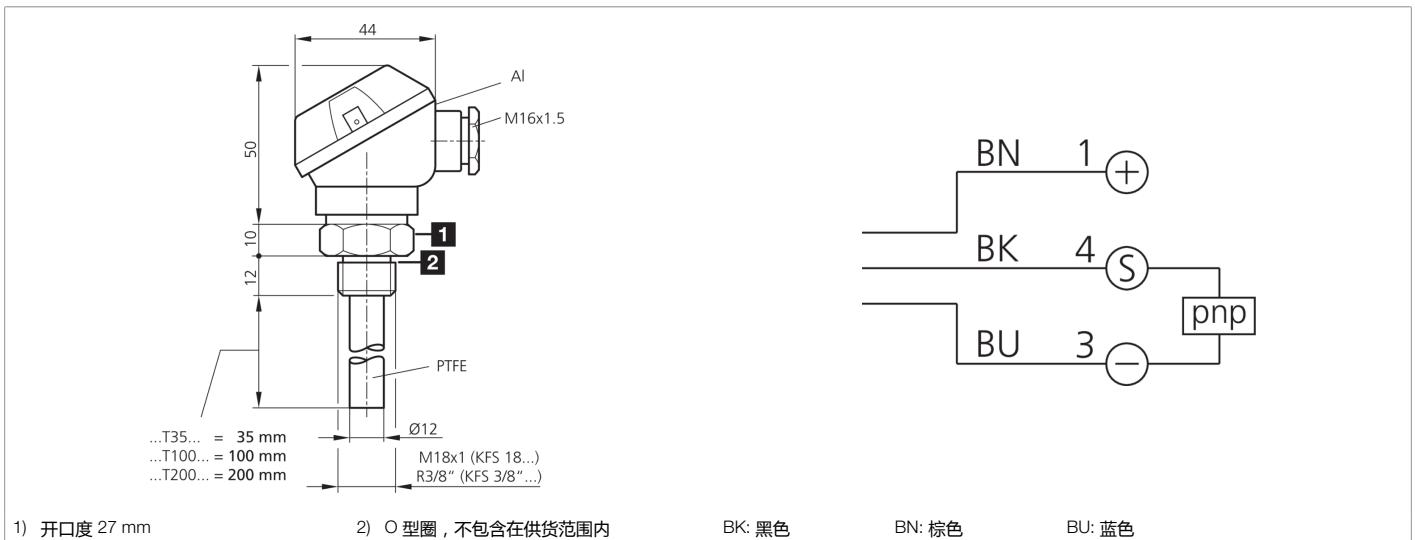 44
Al
M16x1.5
50
10
1
2
12
PTFE
...T35... = 35 mm
...T100... = 100 mm
...T200... = 200 mm
Ø12
M18x1 (KFS 18...)
R3/8“ (KFS 3/8“...)
BN 1 +
BK 4 S
pnp
BU 3 −
1) 开口度 27 mm
2) O 型圈，不包含在供货范围内
BK: 黑色
BN: 棕色
BU: 蓝色